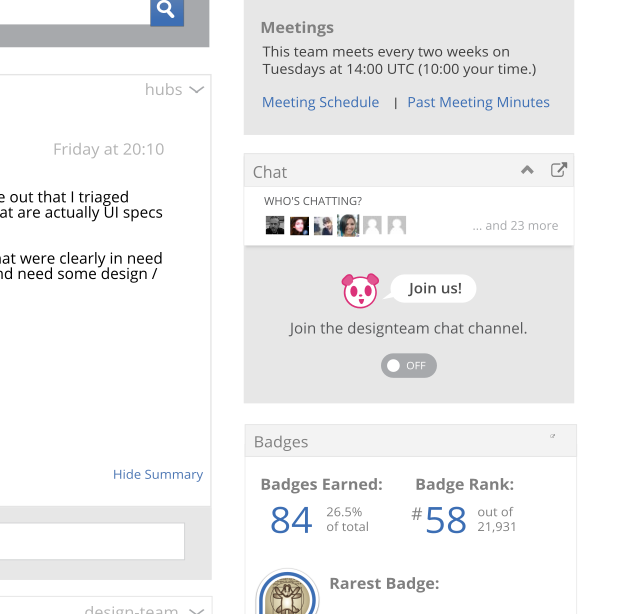 hubs
Friday at 20:10
e out that I triaged
at are actually UI specs
nat were clearly in need
nd need some design /
Hide Summary
design-team
Meetings
This team meets every two weeks on
Tuesdays at 14:00 UTC (10:00 your time.)
Meeting Schedule | Past Meeting Minutes
Chat
WHO'S CHATTING?
... and 23 more
Join us!
Join the designteam chat channel.
OFF
Badges
Badges Earned:
84
26.5%
of total
Badge Rank:
#58
out of
21,931
Rarest Badge: